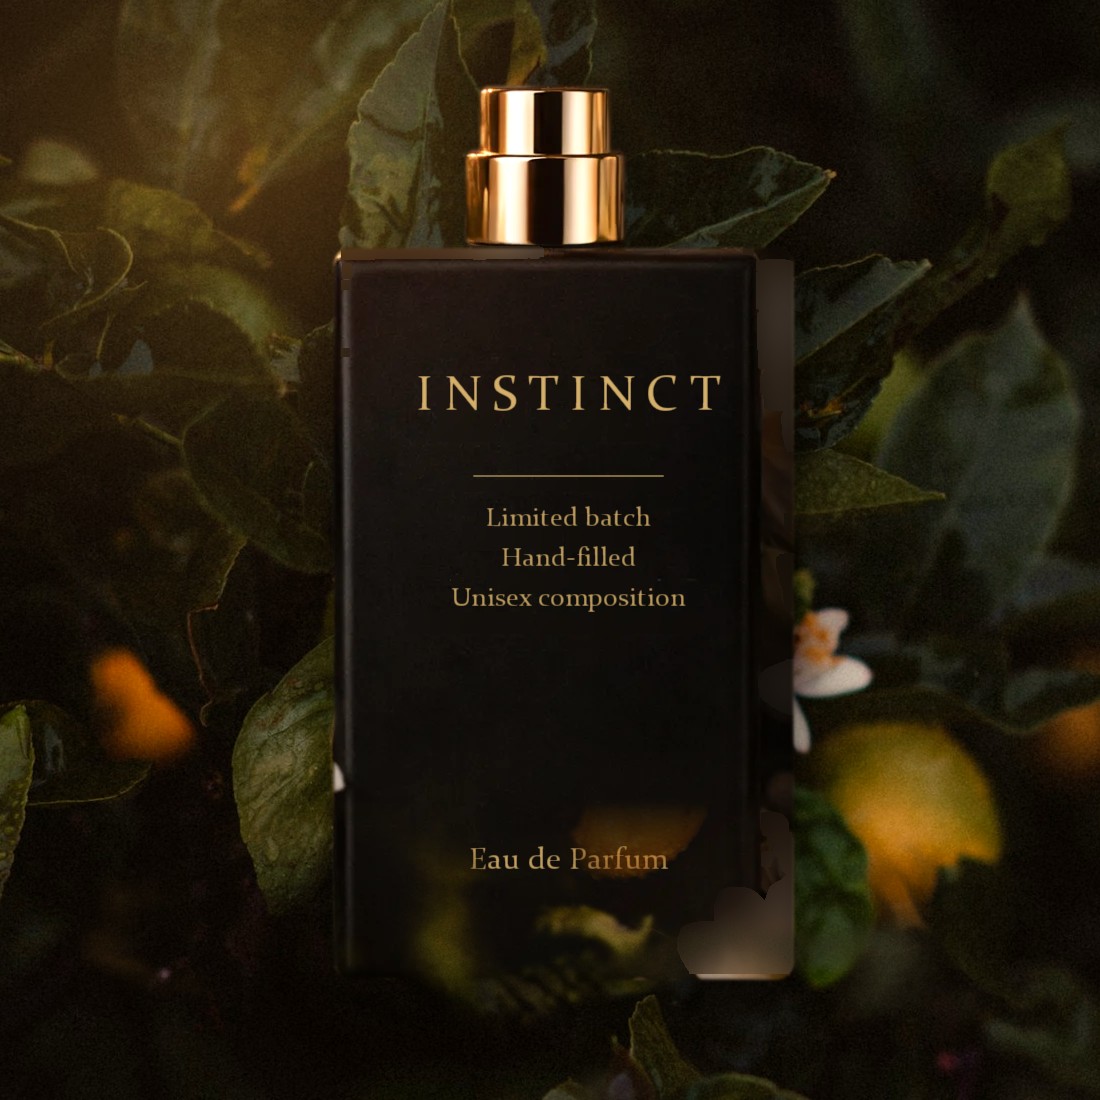 INSTINCT
Limited batch
Hand-filled
Unisex composition
Eau de Parfum